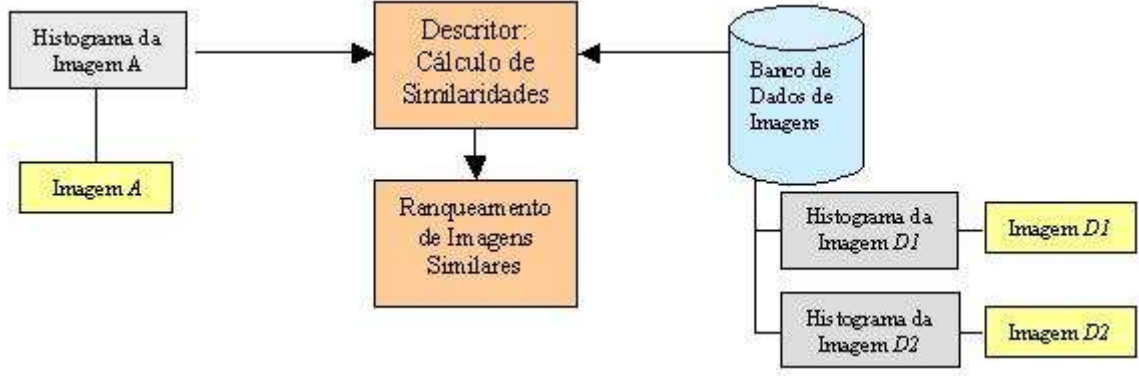 Histograma da
Imagem A
Imagem A
Descritor:
Cálculo de
Similaridades
Ranqueamento
de Imagens
Similares
Banco de
Dados de
Imagens
Histograma da
Imagem D1
Imagem D1
Histograma da
Imagem D2
Imagem D2